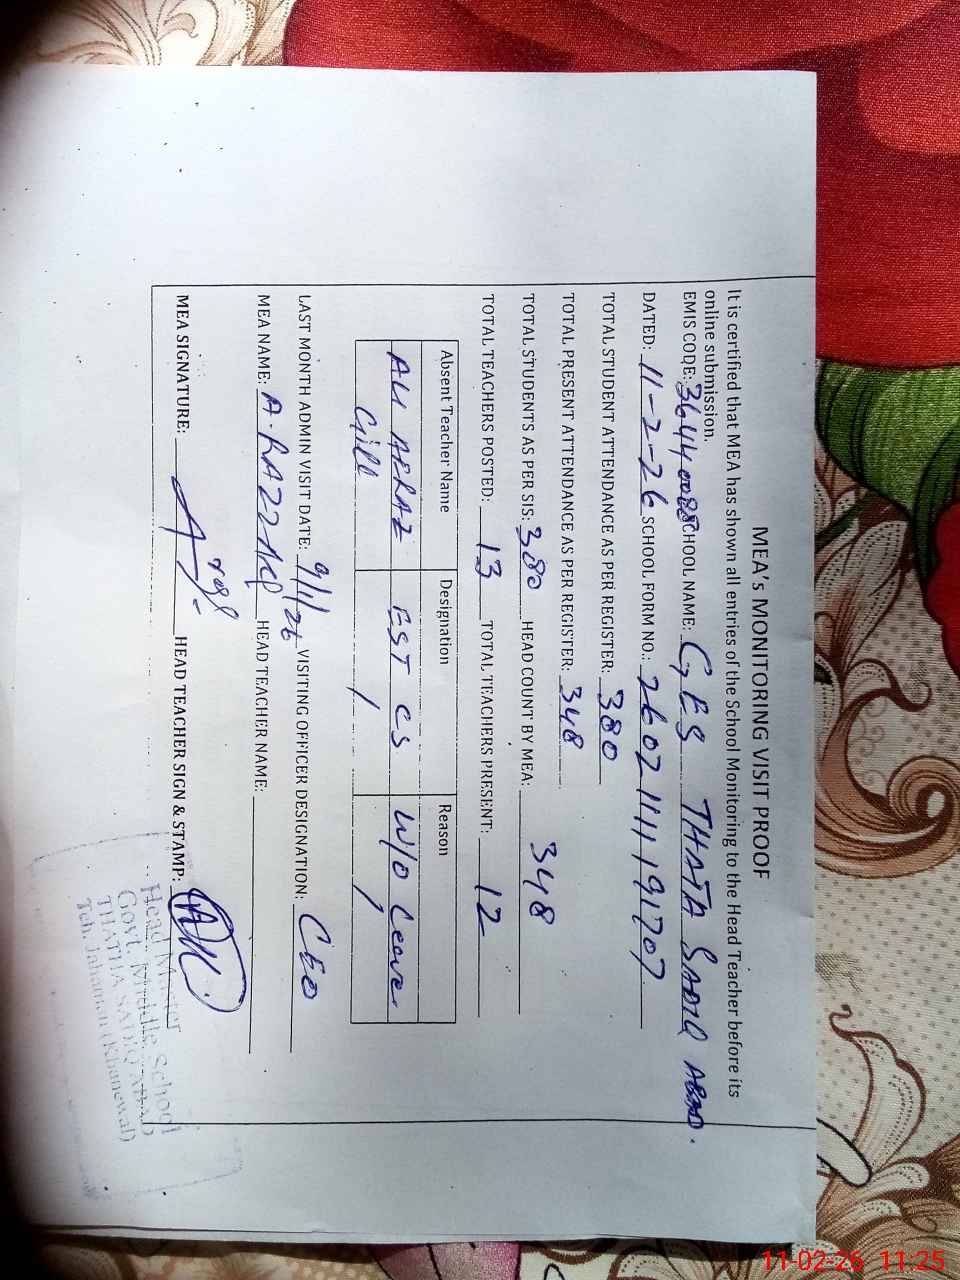 MEA's MONITORING VISIT PROOF
It is certified that MEA has shown all entries of the School Monitoring to the Head Teacher before its
online submission.
EMIS CODE: 36440088 SCHOOL NAME: GES THATA SADIQ ABAD.
DATED: 11-2-26 SCHOOL FORM NO.: 2602111191707
TOTAL STUDENT ATTENDANCE AS PER REGISTER: 380
TOTAL PRESENT ATTENDANCE AS PER REGISTER: 348
TOTAL STUDENTS AS PER SIS: 380 HEAD COUNT BY MEA: 348
TOTAL TEACHERS POSTED: 13 TOTAL TEACHERS PRESENT: 12
Absent Teacher Name Designation Reason
ALI EST CS W/O Leave
Gill
LAST MONTH ADMIN VISIT DATE: 9/1/26 VISITING OFFICER DESIGNATION: CEO
MEA NAME: A. RAZZAQ HEAD TEACHER NAME:
MEA SIGNATURE: HEAD TEACHER SIGN & STAMP:
Head Master
Govt. Middle School
THATHA SADIQ ABAD
Teh. Jahanian (Khanewal)
11-02-26 11:25